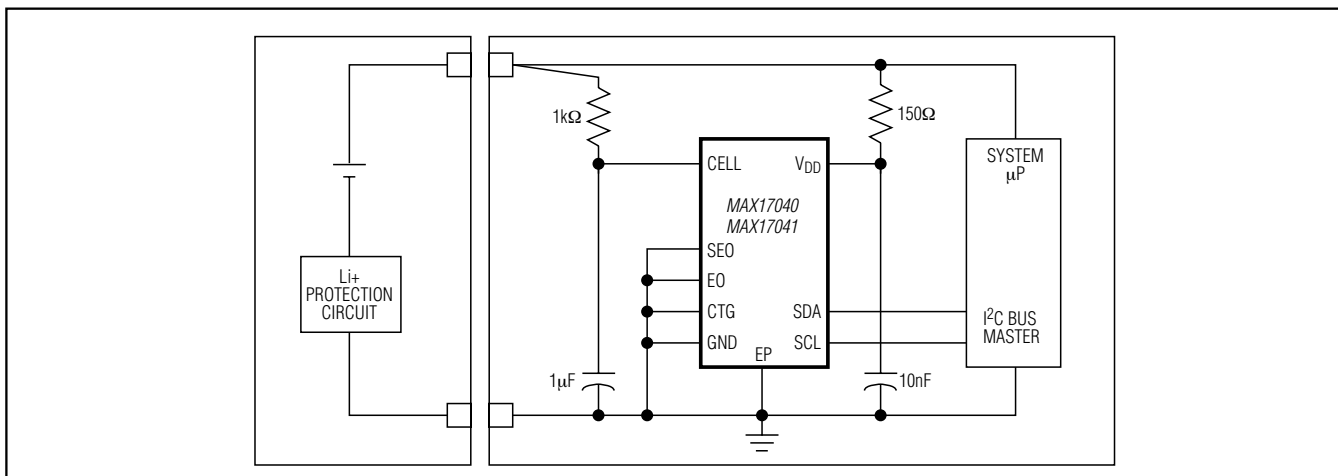 1kΩ
150Ω
CELL
VDD
SYSTEM
μP
MAX17040
MAX17041
SEO
EO
CTG
GND
EP
SDA
SCL
I²C BUS
MASTER
Li+
PROTECTION
CIRCUIT
1μF
10nF